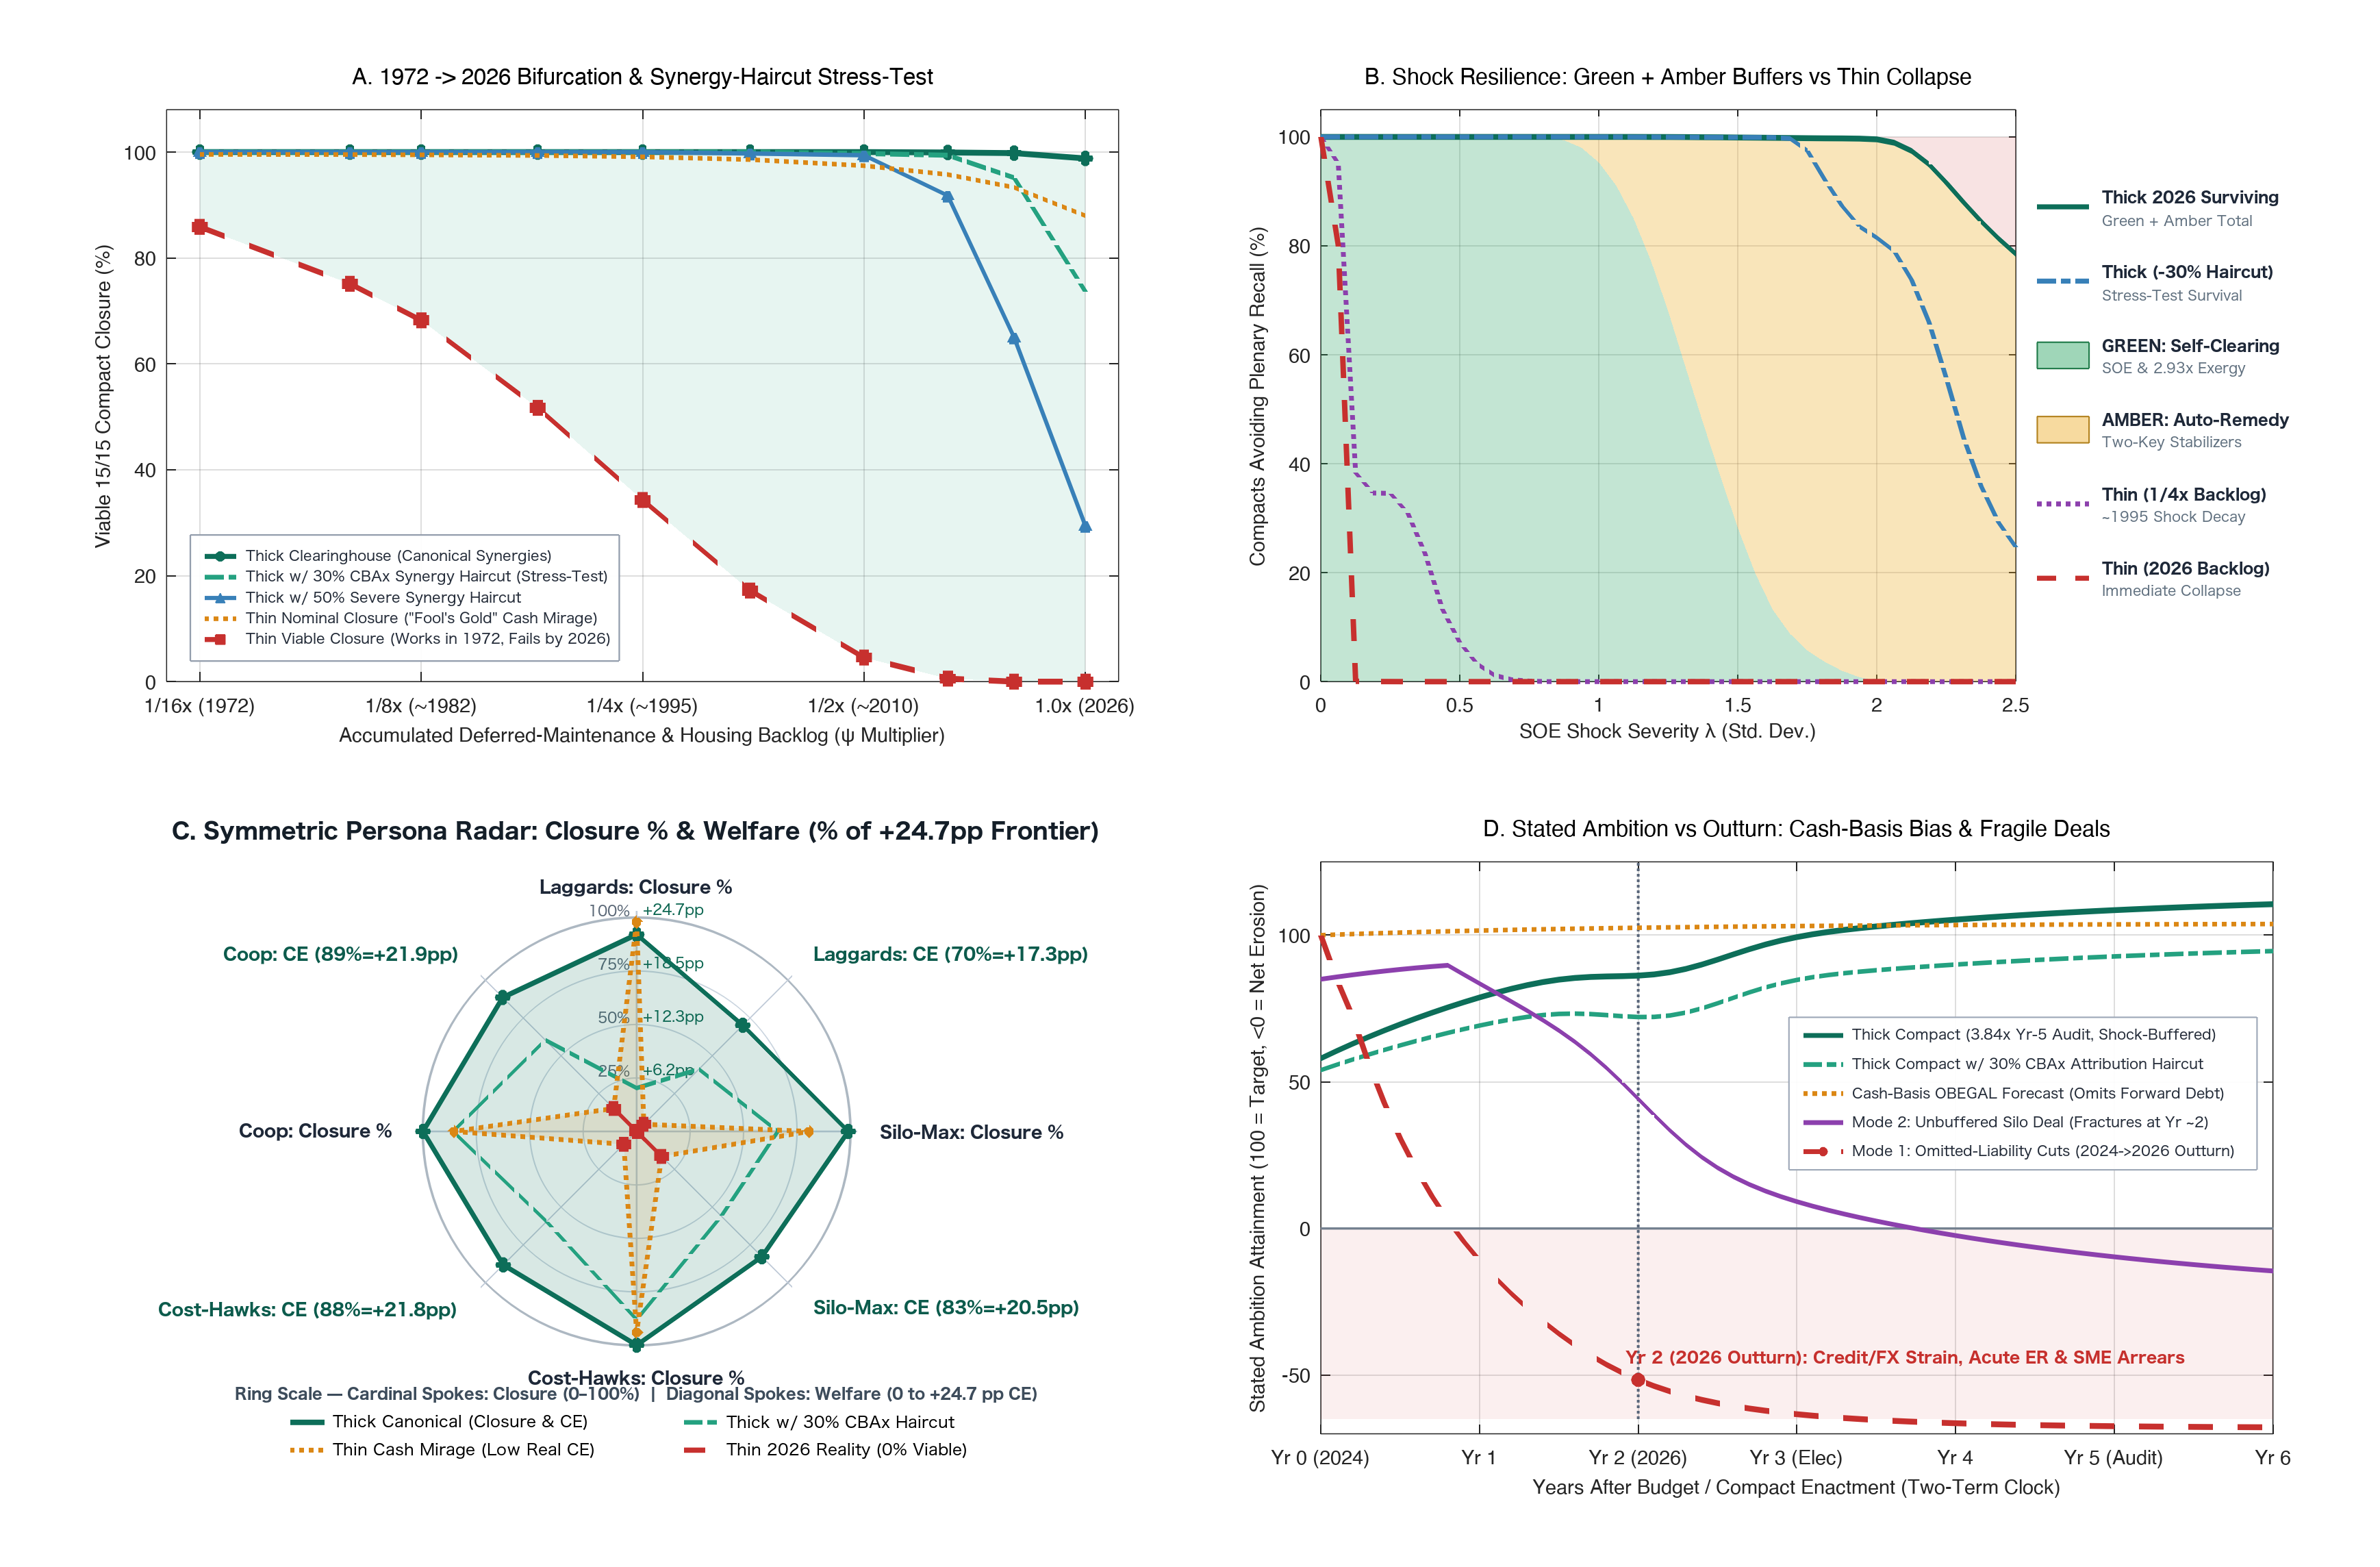 A. 1972 -> 2026 Bifurcation & Synergy-Haircut Stress-Test
Viable 15/15 Compact Closure (%)
100
80
60
40
20
0
Thick Clearinghouse (Canonical Synergies)
Thick w/ 30% CBAx Synergy Haircut (Stress-Test)
Thick w/ 50% Severe Synergy Haircut
Thin Nominal Closure ("Fool's Gold" Cash Mirage)
Thin Viable Closure (Works in 1972, Fails by 2026)
1/16x (1972)
1/8x (~1982)
1/4x (~1995)
1/2x (~2010)
1.0x (2026)
Accumulated Deferred-Maintenance & Housing Backlog (ψ Multiplier)
B. Shock Resilience: Green + Amber Buffers vs Thin Collapse
Compacts Avoiding Plenary Recall (%)
100
80
60
40
20
0
0
0.5
1
1.5
2
2.5
SOE Shock Severity λ (Std. Dev.)
Thick 2026 Surviving
Green + Amber Total
Thick (-30% Haircut)
Stress-Test Survival
GREEN: Self-Clearing
SOE & 2.93x Exergy
AMBER: Auto-Remedy
Two-Key Stabilizers
Thin (1/4x Backlog)
~1995 Shock Decay
Thin (2026 Backlog)
Immediate Collapse
C. Symmetric Persona Radar: Closure % & Welfare (% of +24.7pp Frontier)
Laggards: Closure %
100%
+24.7pp
Coop: CE (89%=+21.9pp)
Laggards: CE (70%=+17.3pp)
75%
+18.5pp
50%
+12.3pp
25%
+6.2pp
Coop: Closure %
Silo-Max: Closure %
Cost-Hawks: CE (88%=+21.8pp)
Silo-Max: CE (83%=+20.5pp)
Cost-Hawks: Closure %
Ring Scale — Cardinal Spokes: Closure (0–100%) | Diagonal Spokes: Welfare (0 to +24.7 pp CE)
Thick Canonical (Closure & CE)
Thick w/ 30% CBAx Haircut
Thin Cash Mirage (Low Real CE)
Thin 2026 Reality (0% Viable)
D. Stated Ambition vs Outturn: Cash-Basis Bias & Fragile Deals
Stated Ambition Attainment (100 = Target, <0 = Net Erosion)
100
50
0
-50
Thick Compact (3.84x Yr-5 Audit, Shock-Buffered)
Thick Compact w/ 30% CBAx Attribution Haircut
Cash-Basis OBEGAL Forecast (Omits Forward Debt)
Mode 2: Unbuffered Silo Deal (Fractures at Yr ~2)
Mode 1: Omitted-Liability Cuts (2024->2026 Outturn)
Yr 2 (2026 Outturn): Credit/FX Strain, Acute ER & SME Arrears
Yr 0 (2024)
Yr 1
Yr 2 (2026)
Yr 3 (Elec)
Yr 4
Yr 5 (Audit)
Yr 6
Years After Budget / Compact Enactment (Two-Term Clock)